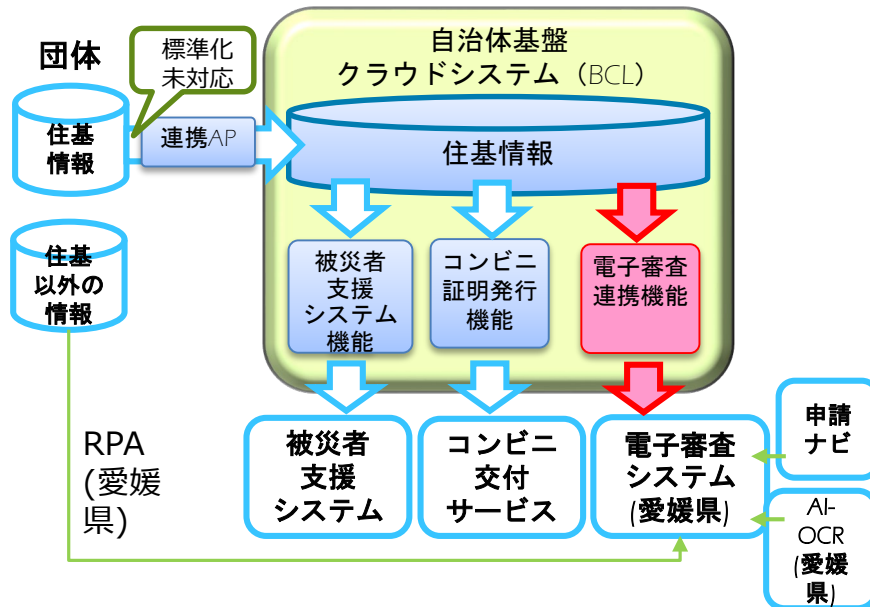 団体
標準化
未対応
自治体基盤
クラウドシステム（BCL）
住基
情報
連携AP
住基情報
住基
以外の
情報
被災者
支援
システム
機能
コンビニ
証明発行
機能
電子審査
連携機能
RPA
(愛媛
県)
被災者
支援
システム
コンビニ
交付
サービス
電子審査
システム
(愛媛県)
申請
ナビ
AI-
OCR
(愛媛
県)